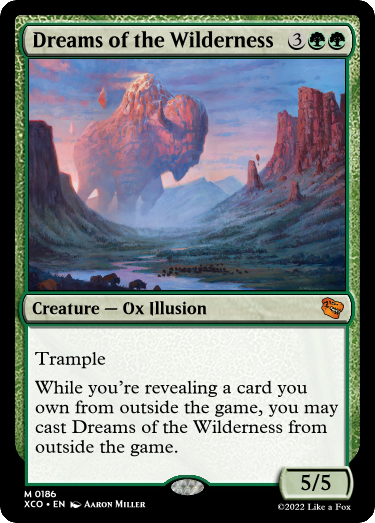 Dreams of the Wilderness 3
Creature — Ox Illusion
Trample
While you're revealing a card you
own from outside the game, you may
cast Dreams of the Wilderness from
outside the game.
5/5
M 0186
XCO • EN Aaron Miller
©2022 Like a Fox